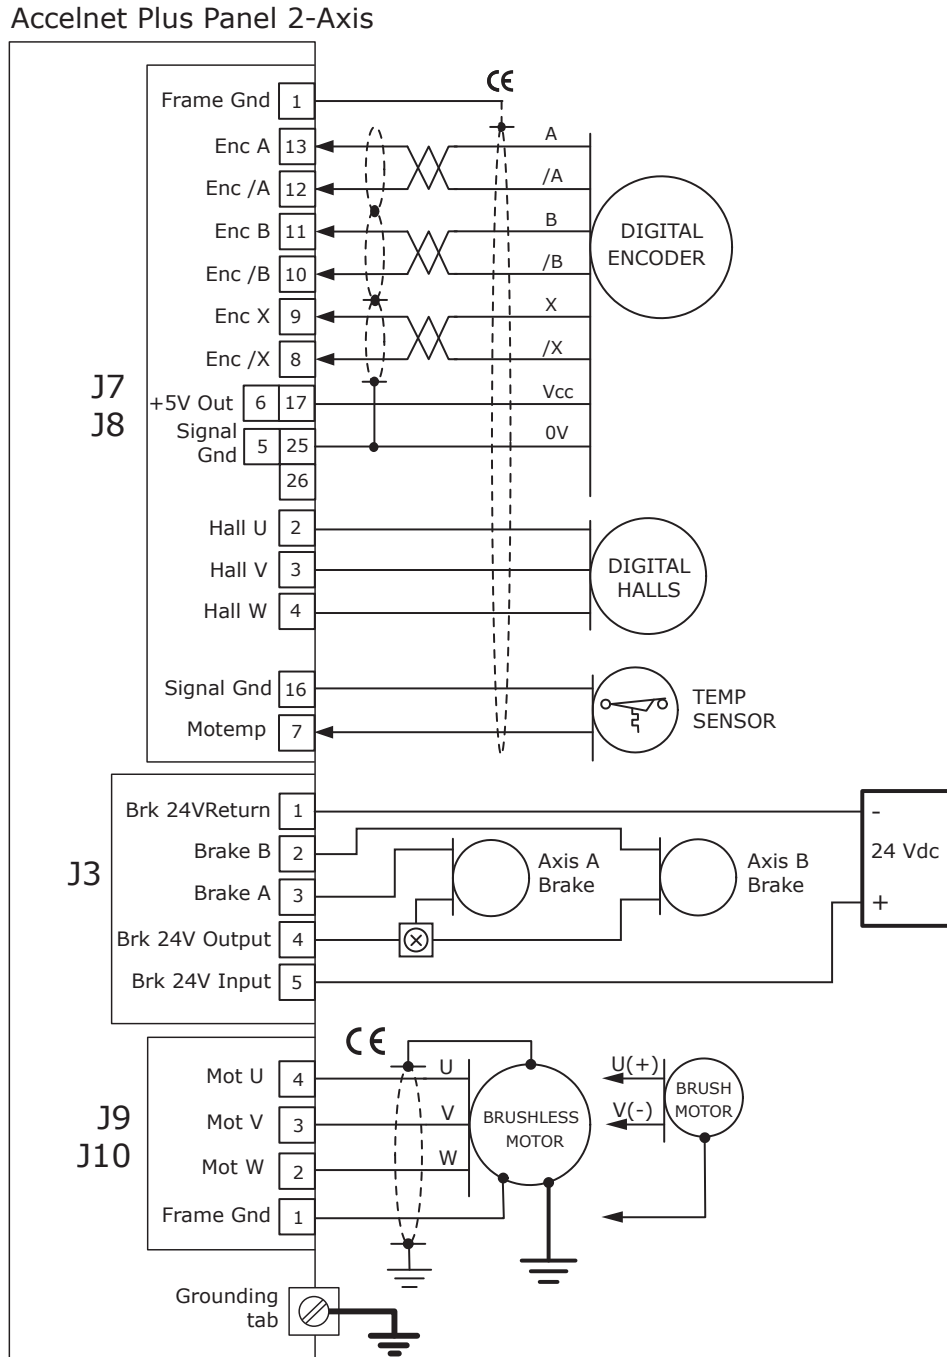 Accelnet Plus Panel 2-Axis
CE
Frame Gnd 1
Enc A 13 A
Enc /A 12 /A
Enc B 11 B
Enc /B 10 /B
DIGITAL
ENCODER
Enc X 9 X
Enc /X 8 /X
J7
J8
+5V Out 6 17 Vcc
Signal
Gnd 5 25 0V
26
Hall U 2
Hall V 3
Hall W 4
DIGITAL
HALLS
Signal Gnd 16
Motemp 7
TEMP
SENSOR
J3
Brk 24VReturn 1 -
Brake B 2
Brake A 3
Brk 24V Output 4
Brk 24V Input 5
Axis A
Brake
Axis B
Brake
24 Vdc
+
CE
J9
J10
Mot U 4 U
Mot V 3 V
Mot W 2 W
Frame Gnd 1
BRUSHLESS
MOTOR
U(+)
V(-)
BRUSH
MOTOR
Grounding
tab